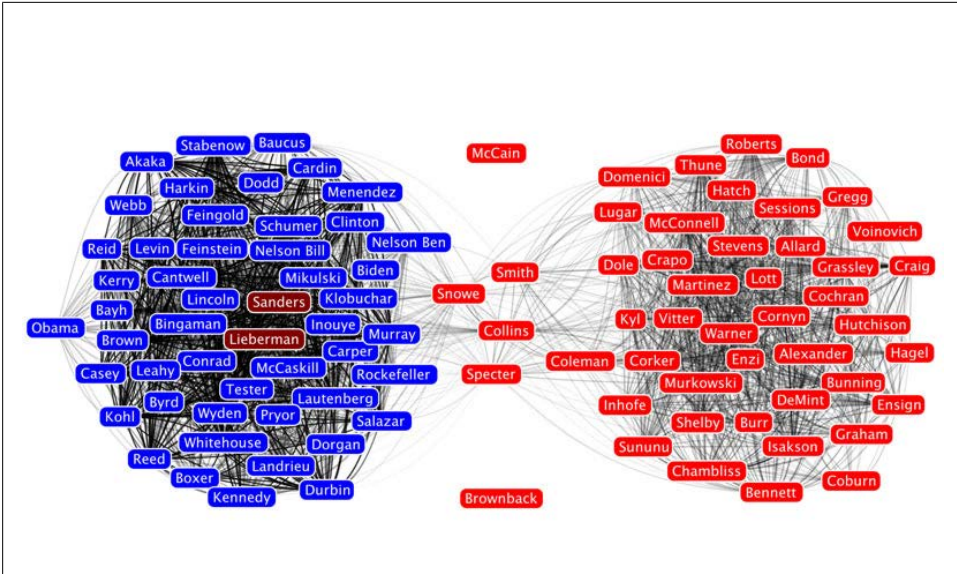 Stabenow
Baucus
Akaka
Cardin
Harkin
Dodd
Menendez
Webb
Feingold
Schumer
Clinton
Reid
Levin
Feinstein
Nelson Bill
Nelson Ben
Kerry
Cantwell
Mikulski
Biden
Bayh
Lincoln
Sanders
Klobuchar
Obama
Bingaman
Inouye
Brown
Lieberman
Murray
Casey
Leahy
Conrad
McCaskill
Carper
Rockefeller
Kohl
Byrd
Tester
Lautenberg
Wyden
Pryor
Salazar
Reed
Whitehouse
Dorgan
Boxer
Landrieu
Kennedy
Durbin
McCain
Smith
Snowe
Collins
Specter
Brownback
Roberts
Domenici
Thune
Bond
Hatch
Gregg
Lugar
McConnell
Sessions
Voinovich
Stevens
Allard
Dole
Crapo
Grassley
Craig
Martinez
Lott
Cochran
Kyl
Vitter
Cornyn
Hutchison
Warner
Coleman
Corker
Enzi
Alexander
Hagel
Murkowski
Bunning
Inhofe
DeMint
Ensign
Shelby
Burr
Graham
Sununu
Isakson
Chambliss
Coburn
Bennett